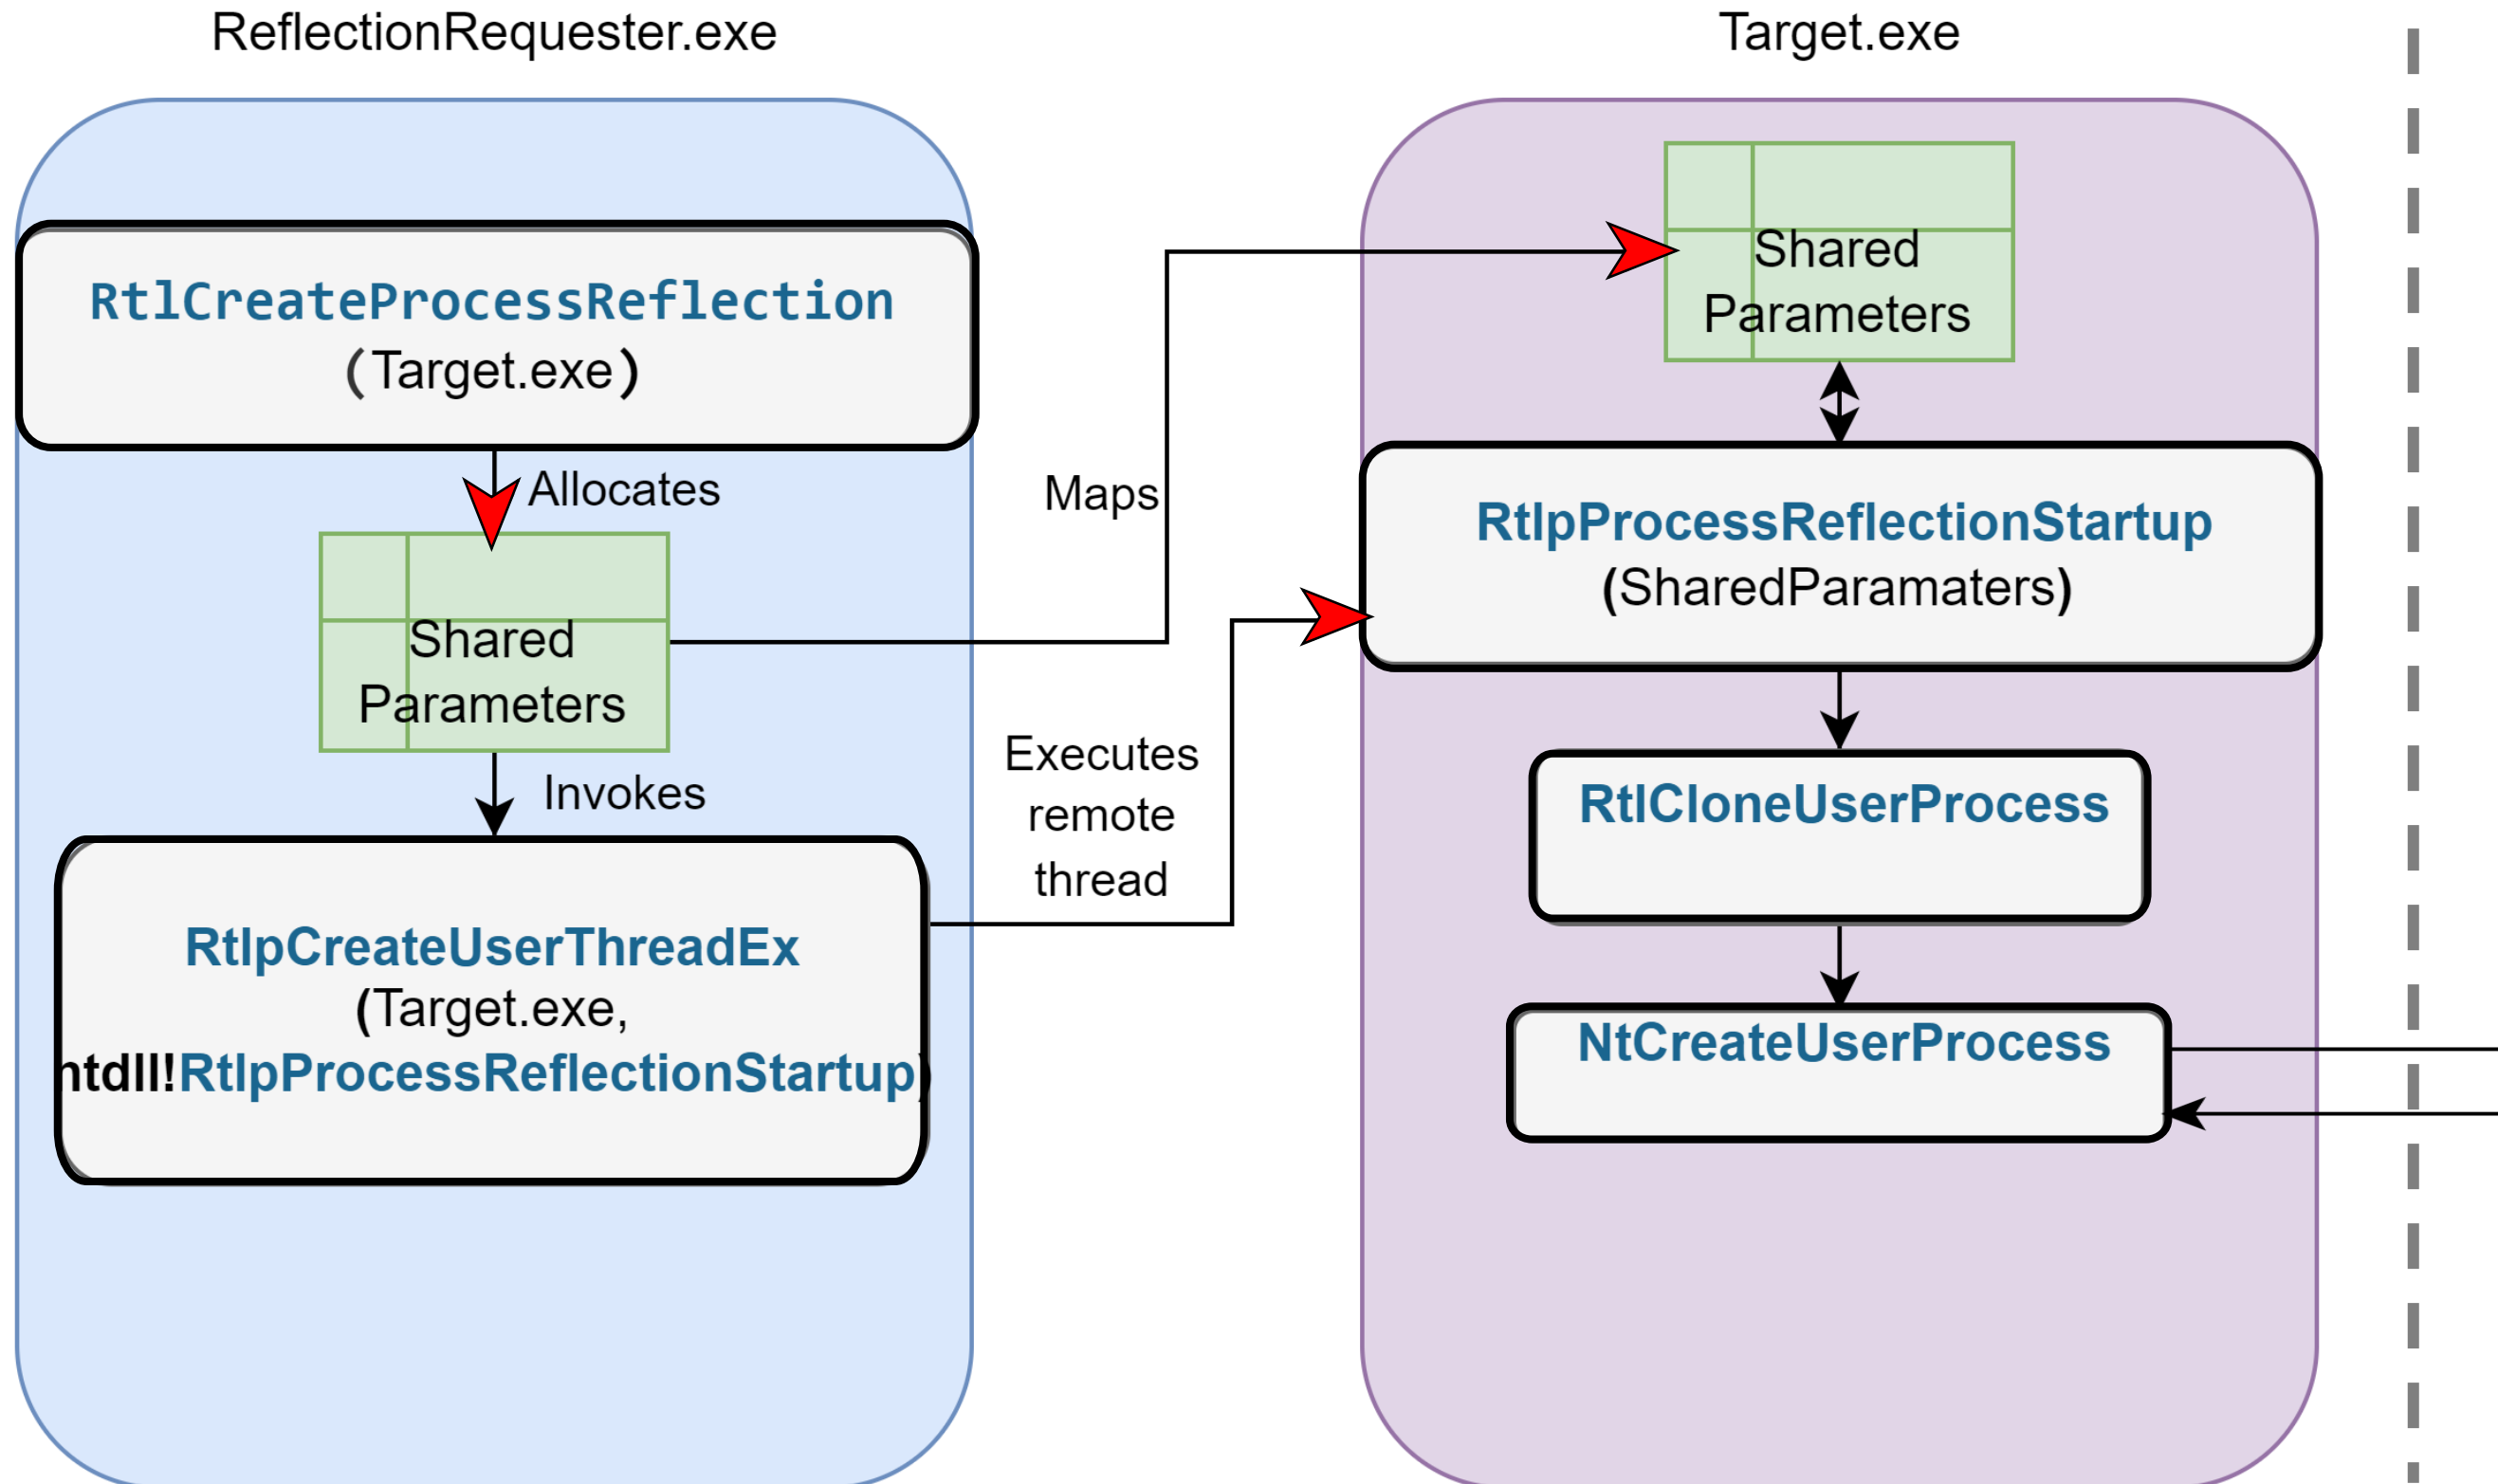 ReflectionRequester.exe
RtlCreateProcessReflection
(Target.exe)
Allocates
Shared
Parameters
Invokes
RtlpCreateUserThreadEx
(Target.exe,
ntdll!RtlpProcessReflectionStartup)
Maps
Executes
remote
thread
Target.exe
Shared
Parameters
RtlpProcessReflectionStartup
(SharedParamaters)
RtlCloneUserProcess
NtCreateUserProcess